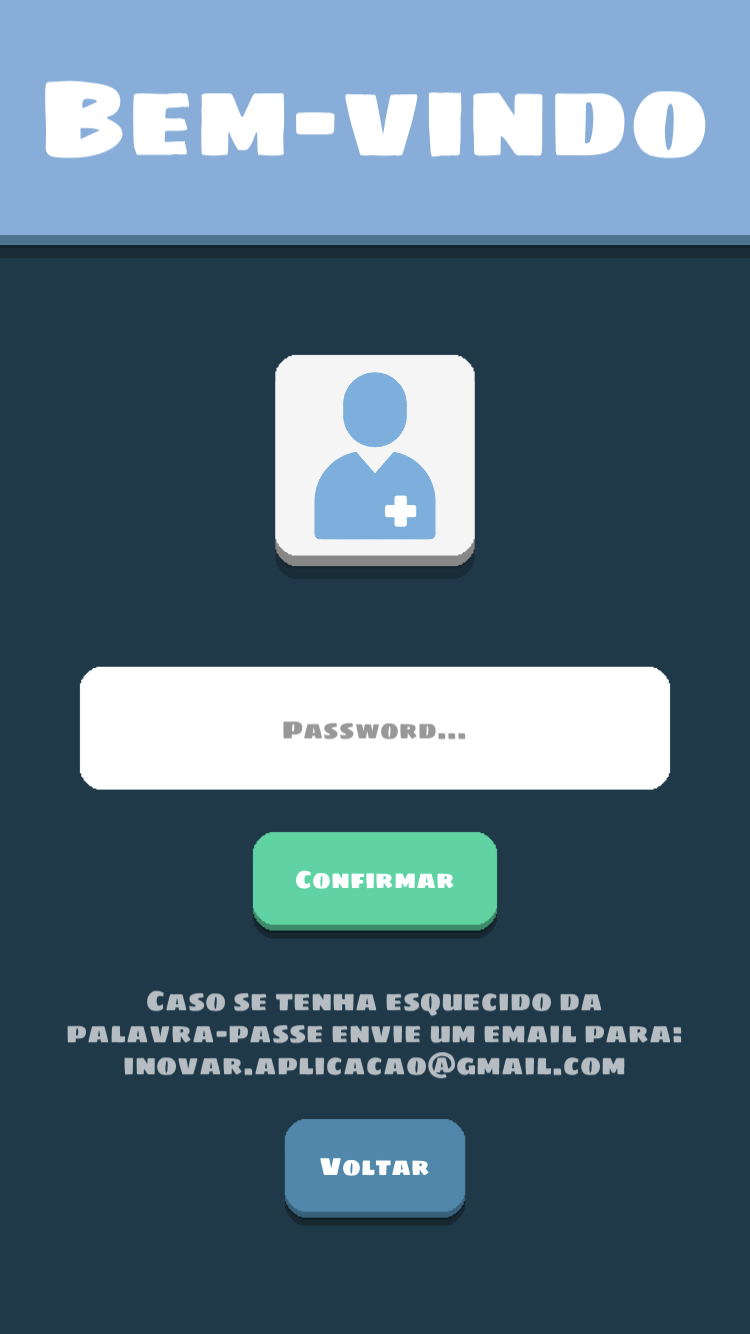 Bem-vindo
Password...
Confirmar
Caso se tenha esquecido da
palavra-passe envie um email para:
inovar.aplicacao@gmail.com
Voltar